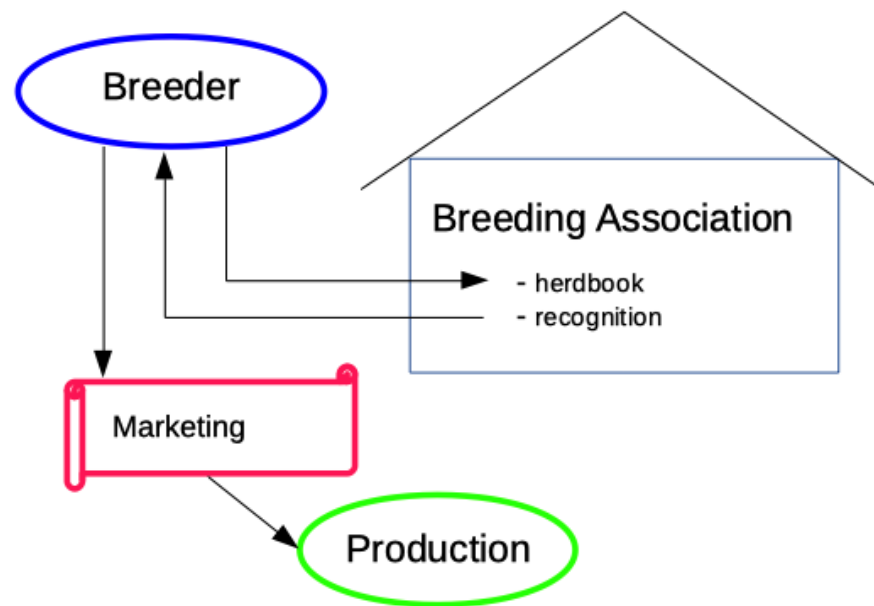 Breeder
Breeding Association
- herdbook
- recognition
Marketing
Production